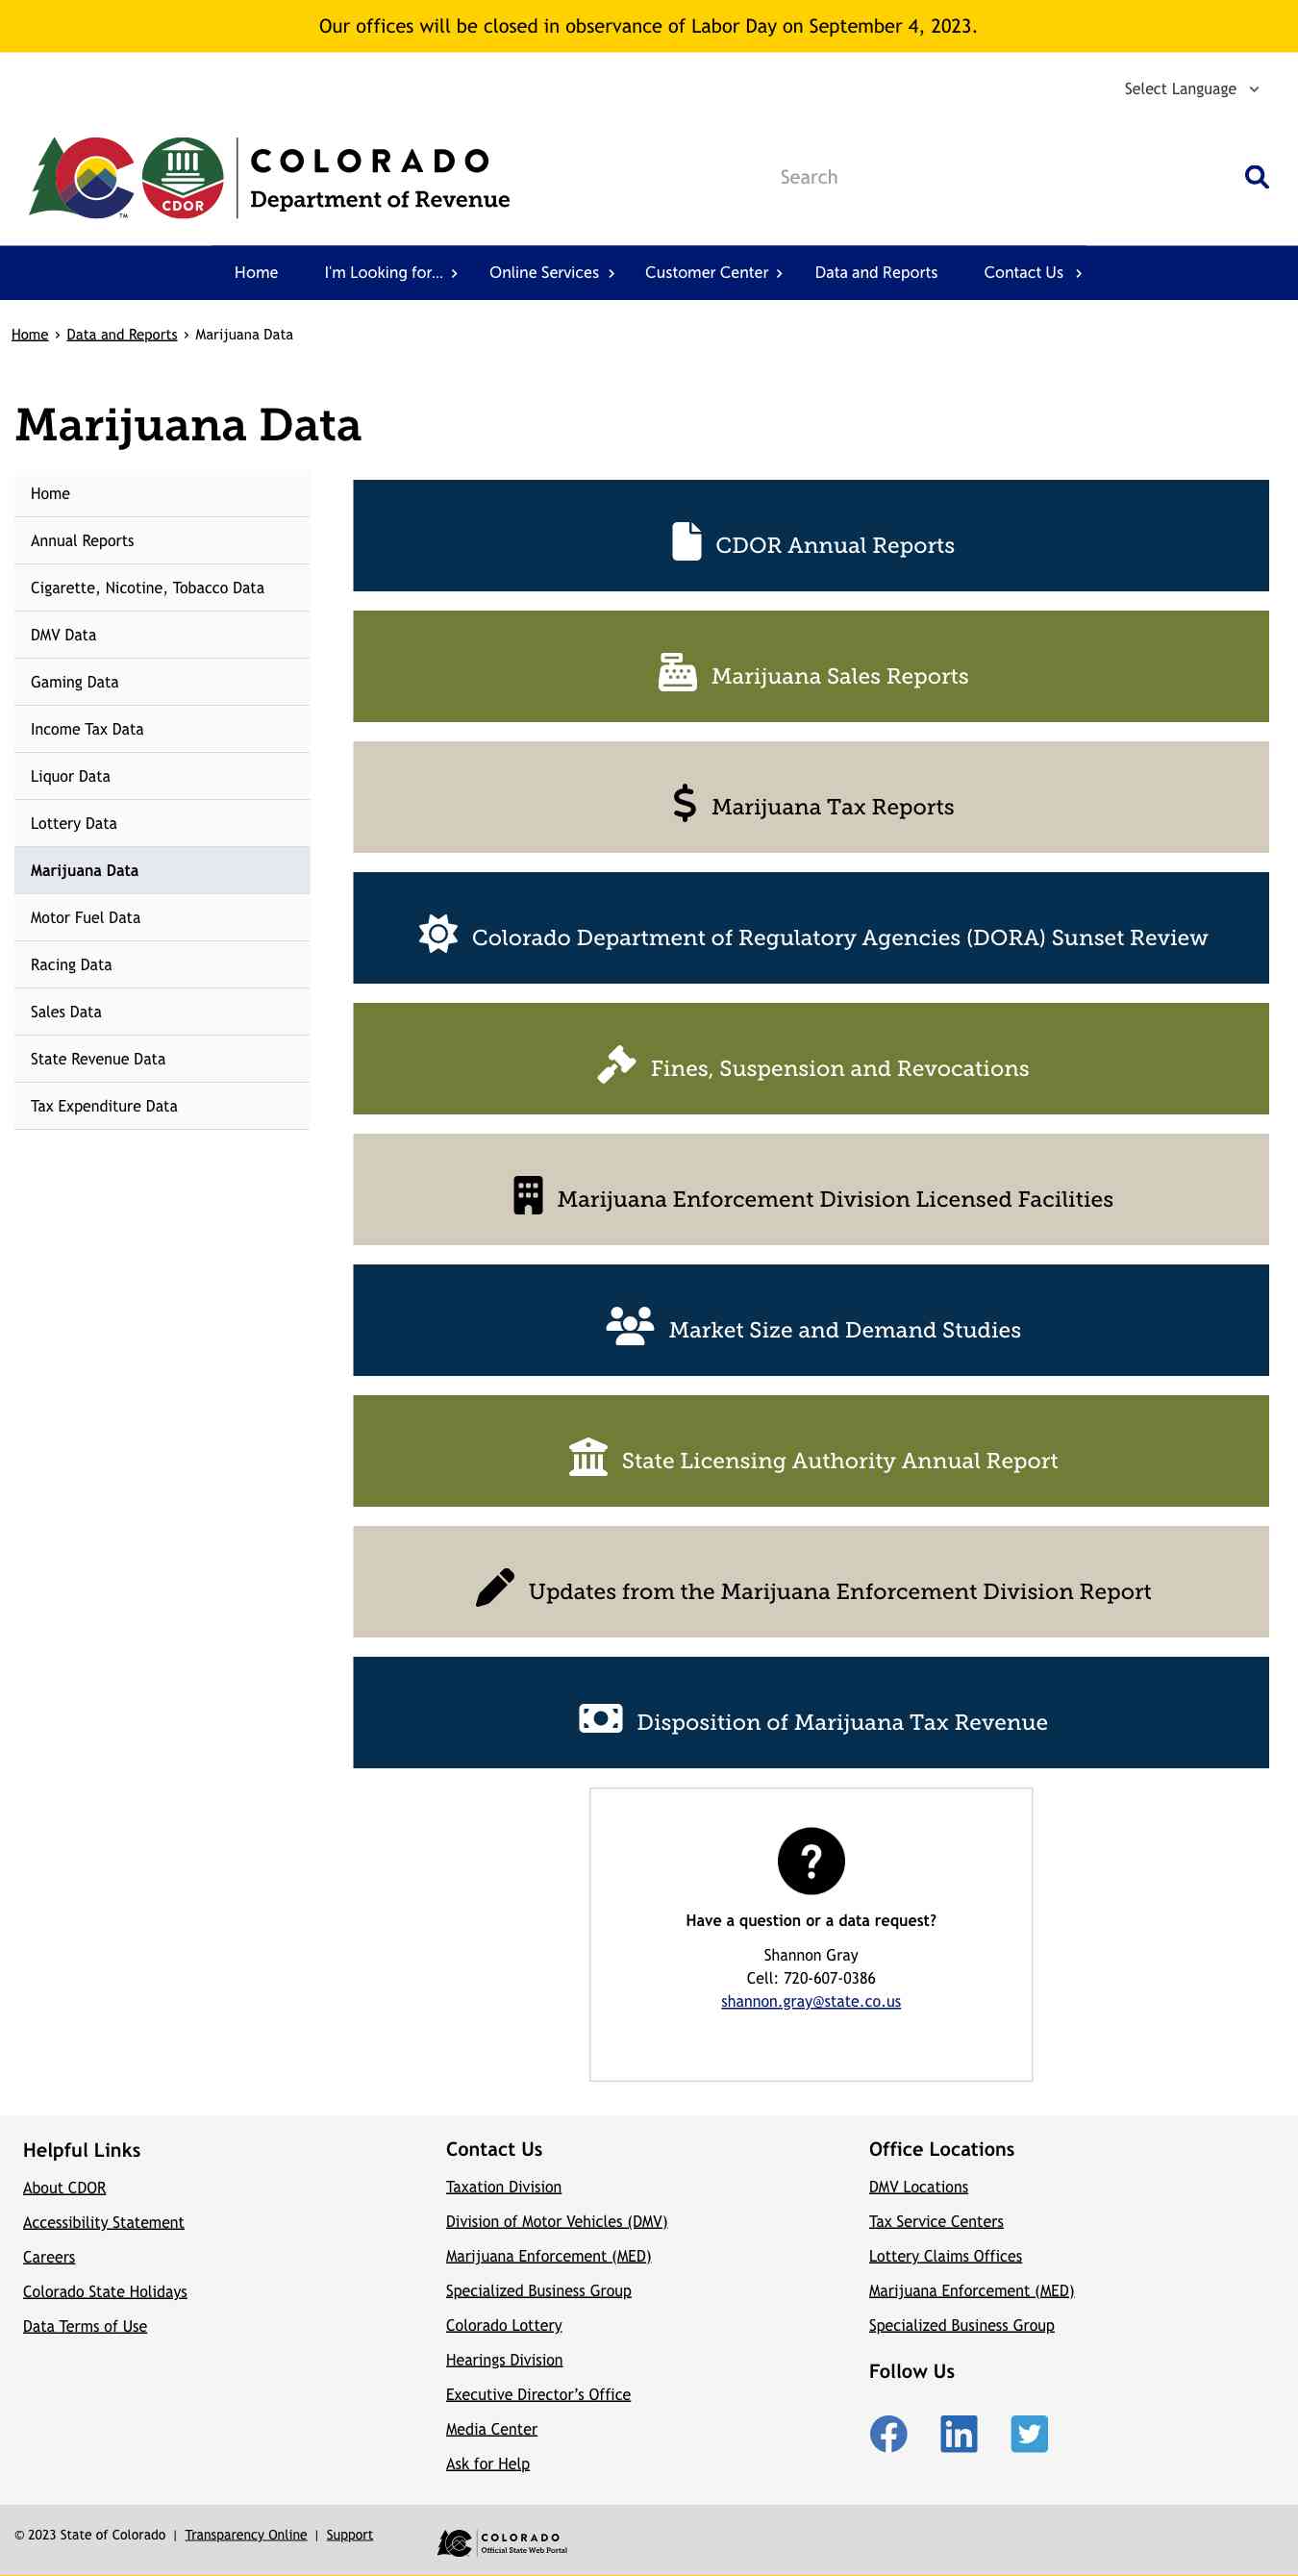 Our offices will be closed in observance of Labor Day on September 4, 2023.
Select Language
CDOR
TM
COLORADO
Department of Revenue
Search
Home
I'm Looking for...
Online Services
Customer Center
Data and Reports
Contact Us
Home › Data and Reports › Marijuana Data
Marijuana Data
Home
Annual Reports
Cigarette, Nicotine, Tobacco Data
DMV Data
Gaming Data
Income Tax Data
Liquor Data
Lottery Data
Marijuana Data
Motor Fuel Data
Racing Data
Sales Data
State Revenue Data
Tax Expenditure Data
CDOR Annual Reports
Marijuana Sales Reports
Marijuana Tax Reports
Colorado Department of Regulatory Agencies (DORA) Sunset Review
Fines, Suspension and Revocations
Marijuana Enforcement Division Licensed Facilities
Market Size and Demand Studies
State Licensing Authority Annual Report
Updates from the Marijuana Enforcement Division Report
Disposition of Marijuana Tax Revenue
Have a question or a data request?
Shannon Gray
Cell: 720-607-0386
shannon.gray@state.co.us
Helpful Links
About CDOR
Accessibility Statement
Careers
Colorado State Holidays
Data Terms of Use
Contact Us
Taxation Division
Division of Motor Vehicles (DMV)
Marijuana Enforcement (MED)
Specialized Business Group
Colorado Lottery
Hearings Division
Executive Director's Office
Media Center
Ask for Help
Office Locations
DMV Locations
Tax Service Centers
Lottery Claims Offices
Marijuana Enforcement (MED)
Specialized Business Group
Follow Us
© 2023 State of Colorado | Transparency Online | Support
COLORADO
Official State Web Portal